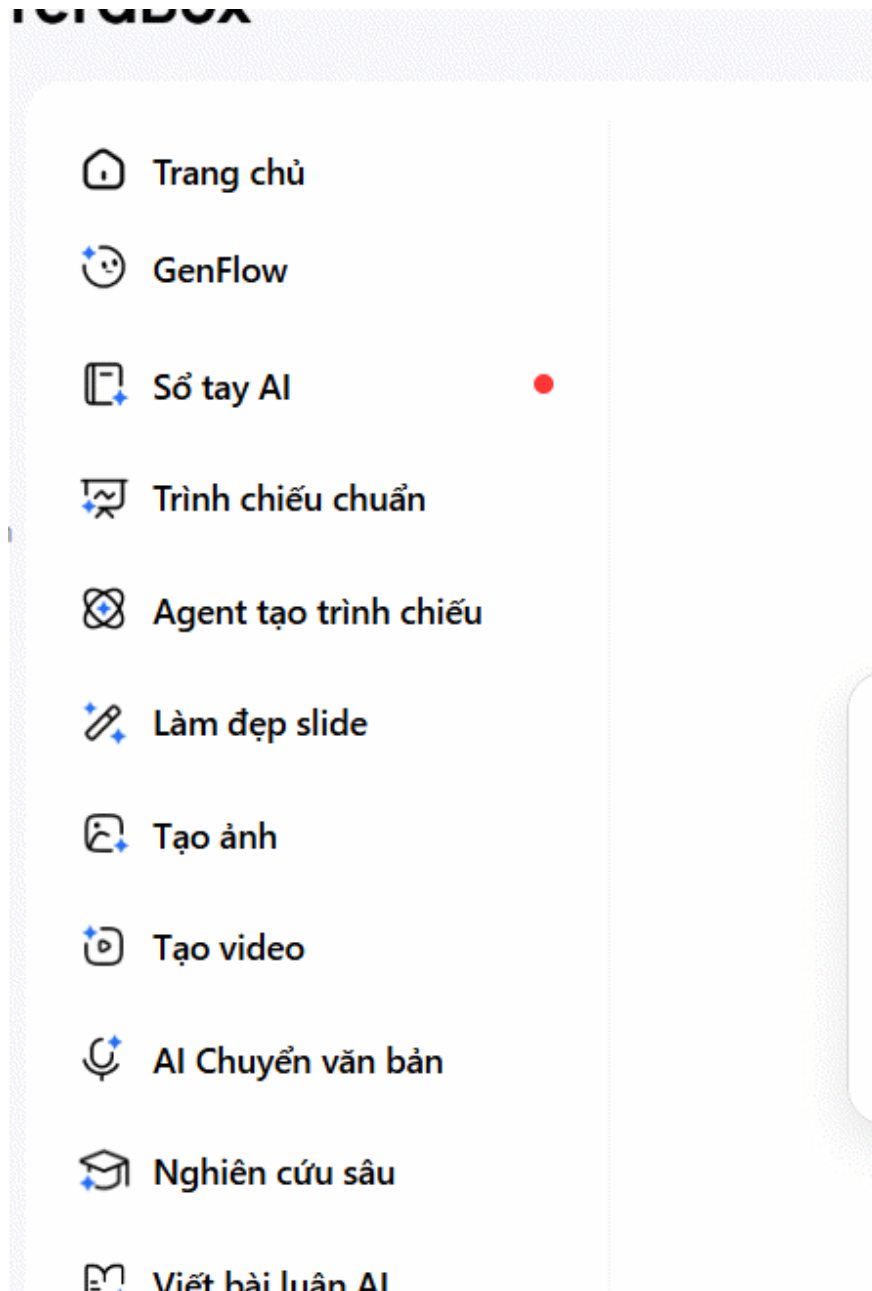 TeraBox
Trang chủ
GenFlow
Sổ tay AI
Trình chiếu chuẩn
Agent tạo trình chiếu
Làm đẹp slide
Tạo ảnh
Tạo video
AI Chuyển văn bản
Nghiên cứu sâu
Viết bài luận AI